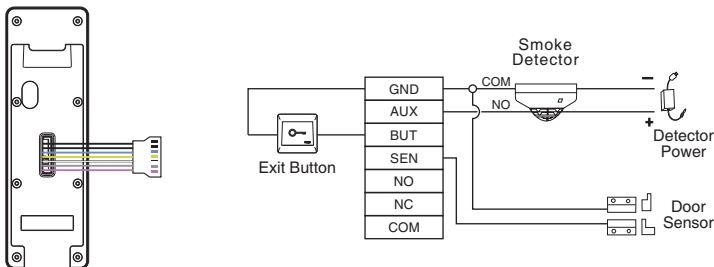 Smoke
Detector
GND
COM
AUX
NO
BUT
SEN
NO
NC
COM
Exit Button
−
+
Detector
Power
Door
Sensor